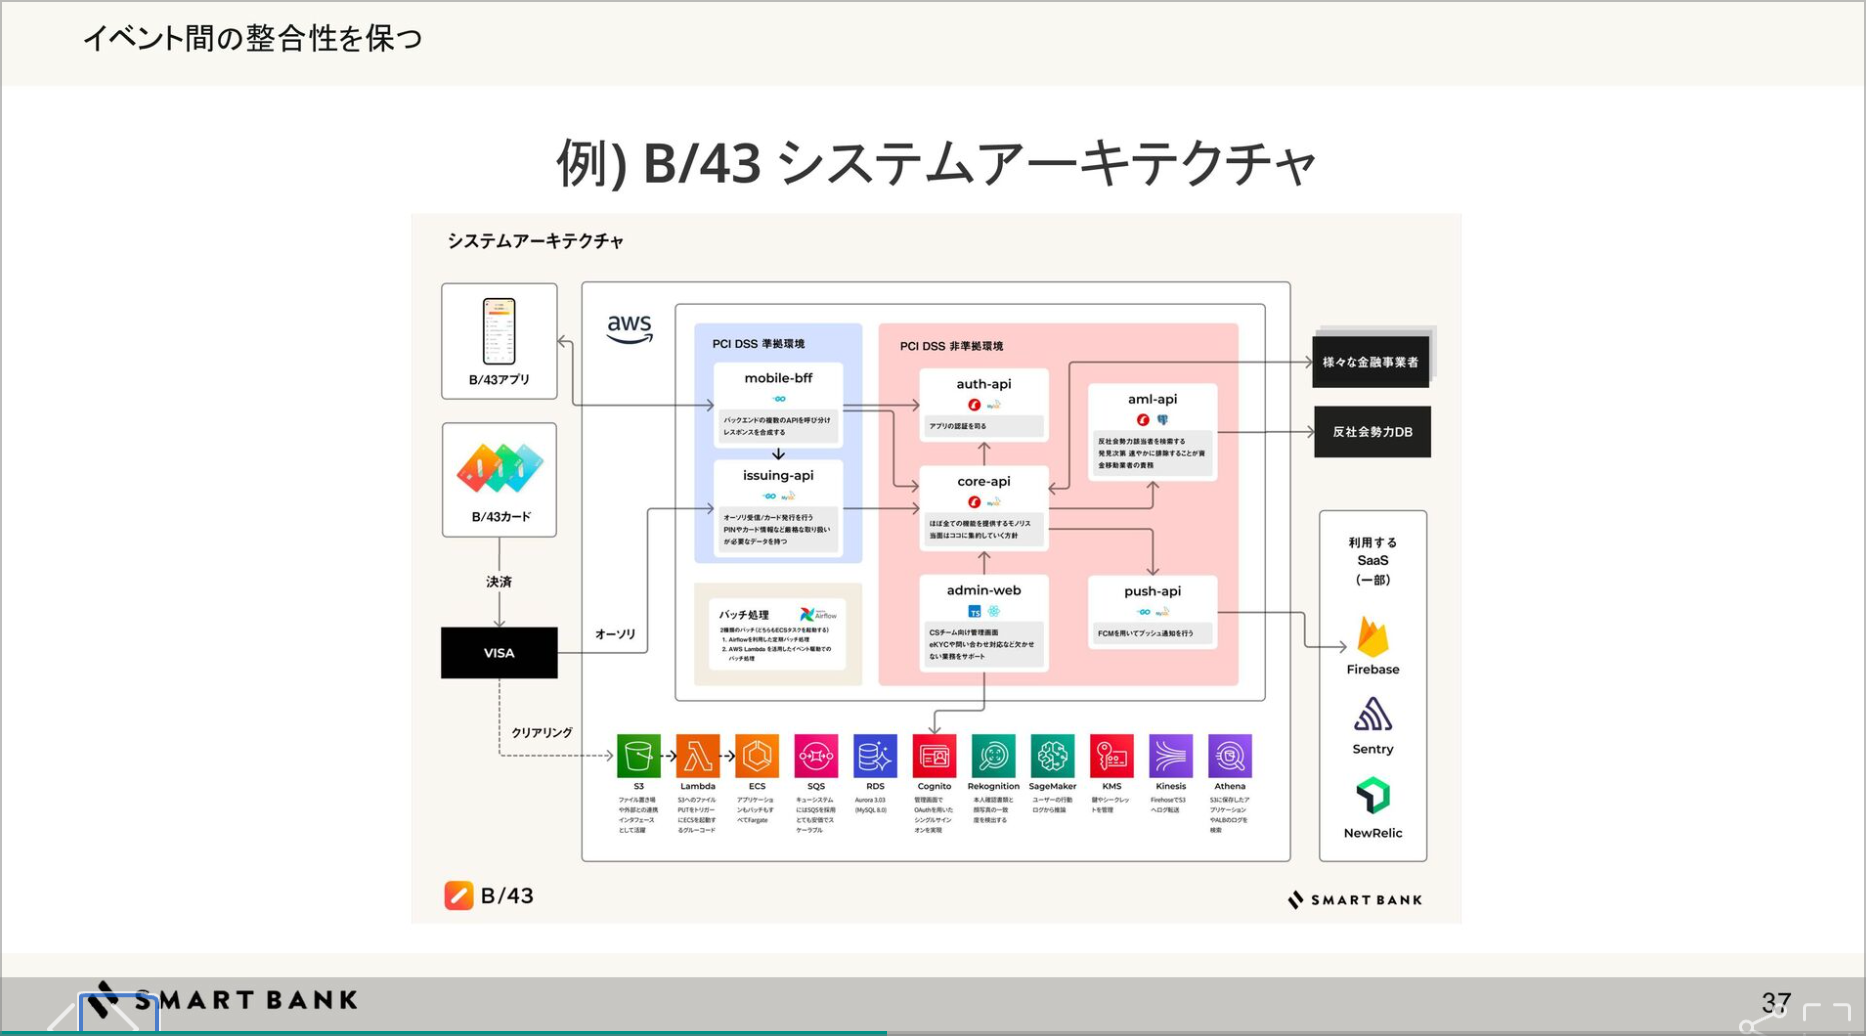 イベント間の整合性を保つ
例) B/43 システムアーキテクチャ
システムアーキテクチャ
B/43アプリ
B/43カード
決済
VISA
オーソリ
クリアリング
aws
PCI DSS 準拠環境
mobile-bff
バックエンドの複数のAPIを呼び分け
レスポンスを合成する
issuing-api
オーソリ受信/カード発行を行う
PINやカード情報など厳格な取り扱い
が必要なデータを持つ
バッチ処理
Airflow
2種類のバッチ(どちらもECSタスクを起動する)
1. Airflowを利用した定期バッチ処理
2. AWS Lambda を活用したイベント駆動での
バッチ処理
PCI DSS 非準拠環境
auth-api
アプリの認証を司る
core-api
ほぼ全ての機能を提供するモノリス
当面はココに集約していく方針
admin-web
TS
CSチーム向け管理画面
eKYCや問い合わせ対応など欠かせ
ない業務をサポート
aml-api
反社会勢力該当者を検索する
発見次第 速やかに排除することが資
金移動業者の責務
push-api
FCMを用いてプッシュ通知を行う
様々な金融事業者
反社会勢力DB
利用する
SaaS
(一部)
Firebase
Sentry
NewRelic
S3
ファイル置き場
や外部との連携
インタフェース
として活躍
Lambda
S3へのファイル
PUTをトリガー
にECSを起動す
るグルーコード
ECS
アプリケーショ
ンもバッチもす
べてFargate
SQS
キューシステム
にはSQSを採用
とても安価でス
ケーラブル
RDS
Aurora 3.03
(MySQL 8.0)
Cognito
管理画面で
OAuthを用いた
シングルサイン
オンを実現
Rekognition
本人確認書類と
顔写真の一致
度を検出する
SageMaker
ユーザーの行動
ログから推論
KMS
鍵やシークレッ
トを管理
Kinesis
FirehoseでS3
へログ転送
Athena
S3に保存したア
プリケーション
やALBのログを
検索
B/43
SMART BANK
SMART BANK
37